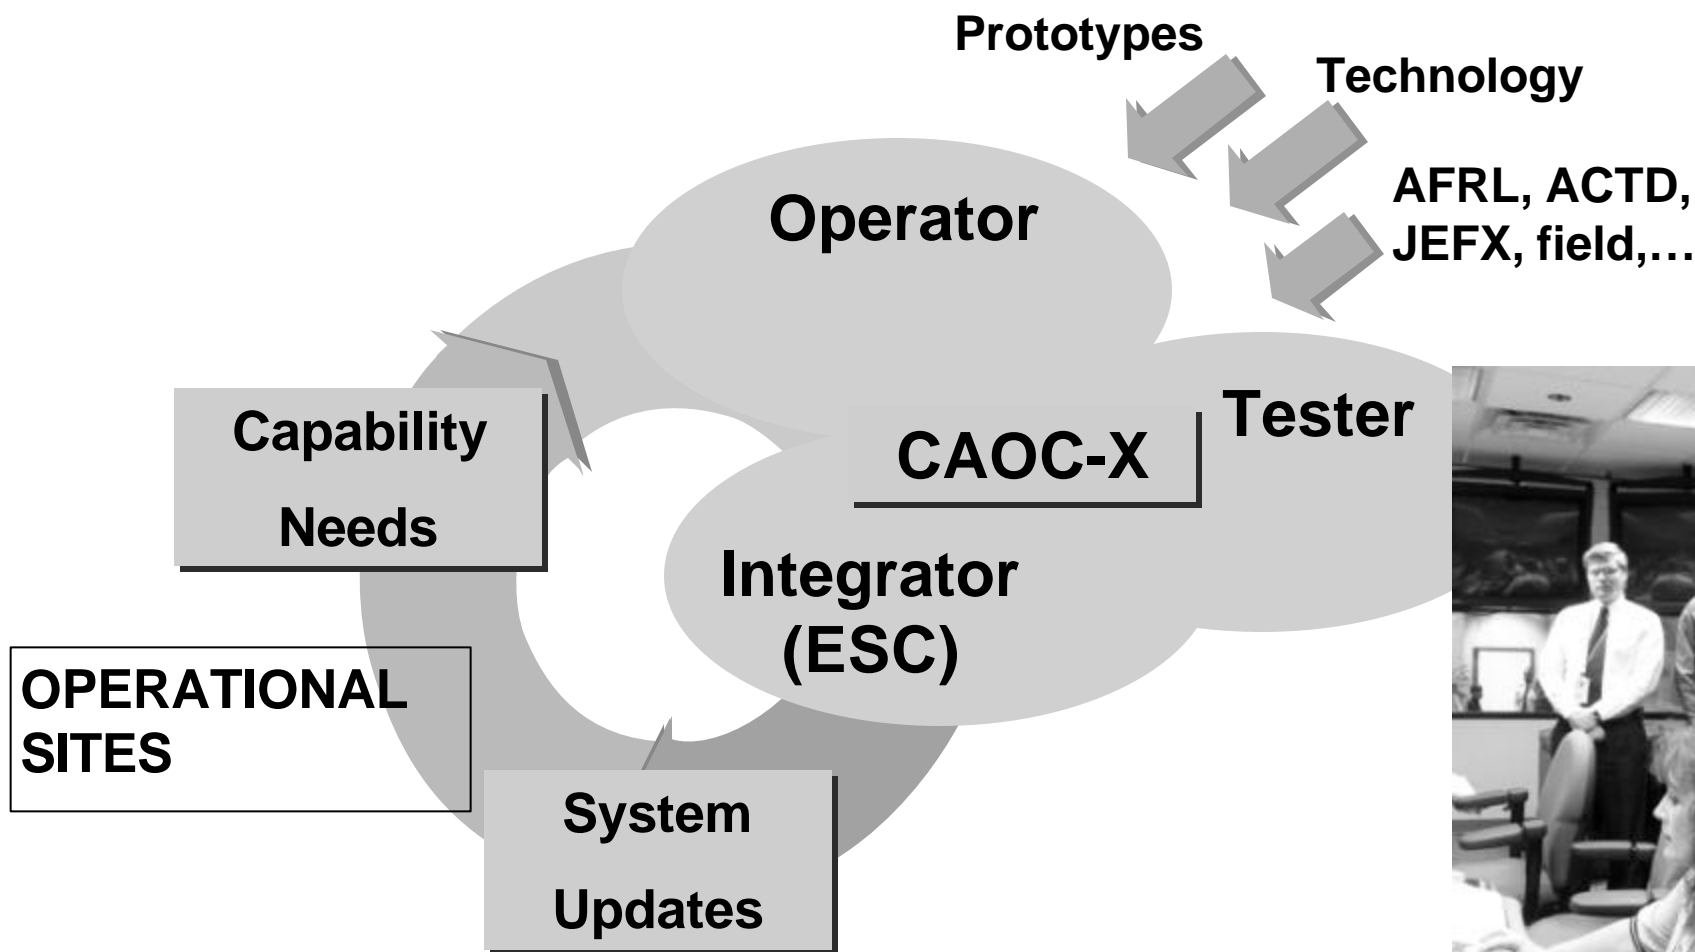 Prototypes
Technology
AFRL, ACTD,
JEFX, field,…
Operator
Tester
CAOC-X
Capability
Needs
Integrator
(ESC)
OPERATIONAL
SITES
System
Updates